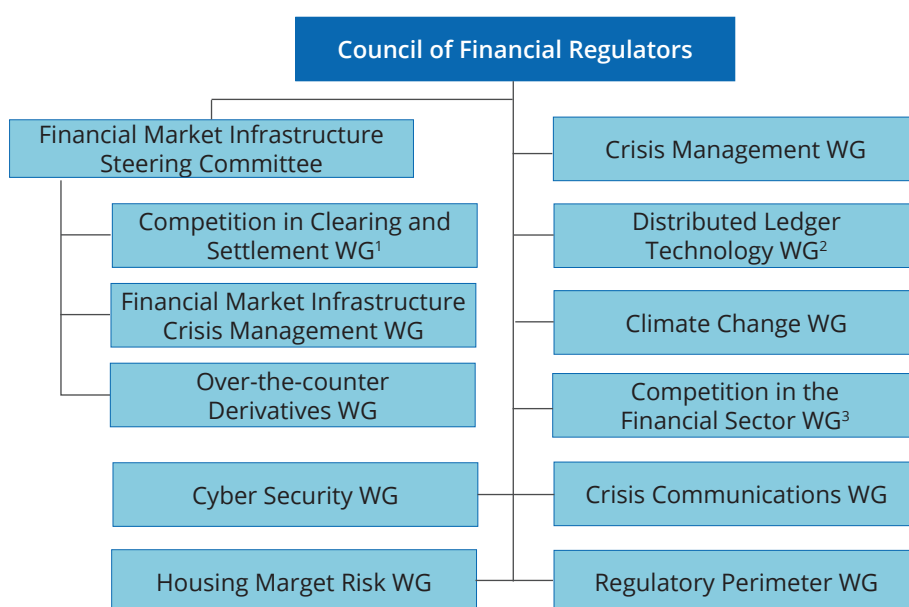 Council of Financial Regulators
Financial Market Infrastructure
Steering Committee
Competition in Clearing and
Settlement WG¹
Financial Market Infrastructure
Crisis Management WG
Over-the-counter
Derivatives WG
Cyber Security WG
Housing Marget Risk WG
Crisis Management WG
Distributed Ledger
Technology WG²
Climate Change WG
Competition in the
Financial Sector WG³
Crisis Communications WG
Regulatory Perimeter WG